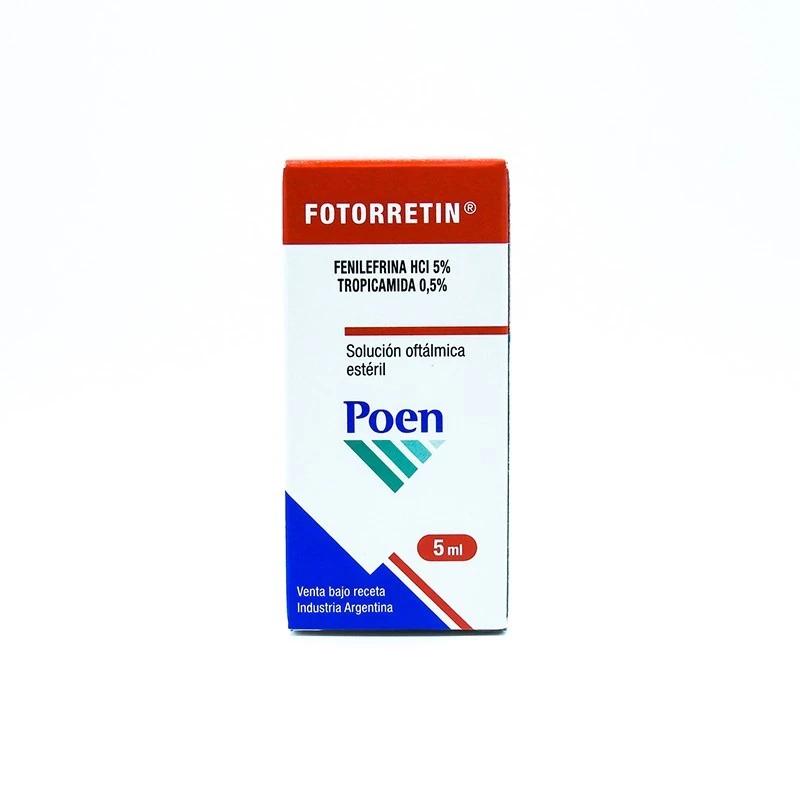 FOTORRETIN®
FENILEFRINA HCl 5%
TROPICAMIDA 0,5%
Solución oftálmica
estéril
Poen
5 ml
Venta bajo receta
Industria Argentina